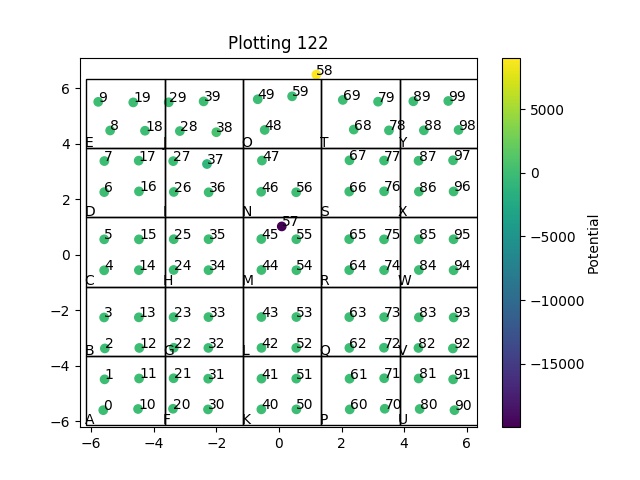 Plotting 122
58
9 19 29 39 49 59 69 79 89 99
8 18 28 38 48 68 78 88 98
E O T Y
7 17 27 37 47 67 77 87 97
6 16 26 36 46 56 66 76 86 96
D I N S X
57
5 15 25 35 45 55 65 75 85 95
4 14 24 34 44 54 64 74 84 94
C H M R W
3 13 23 33 43 53 63 73 83 93
2 12 22 32 42 52 62 72 82 92
B G L Q V
1 11 21 31 41 51 61 71 81 91
0 10 20 30 40 50 60 70 80 90
A F K P U
6
4
2
0
−2
−4
−6
−6 −4 −2 0 2 4 6
5000
0
−5000
−10000
−15000
Potential